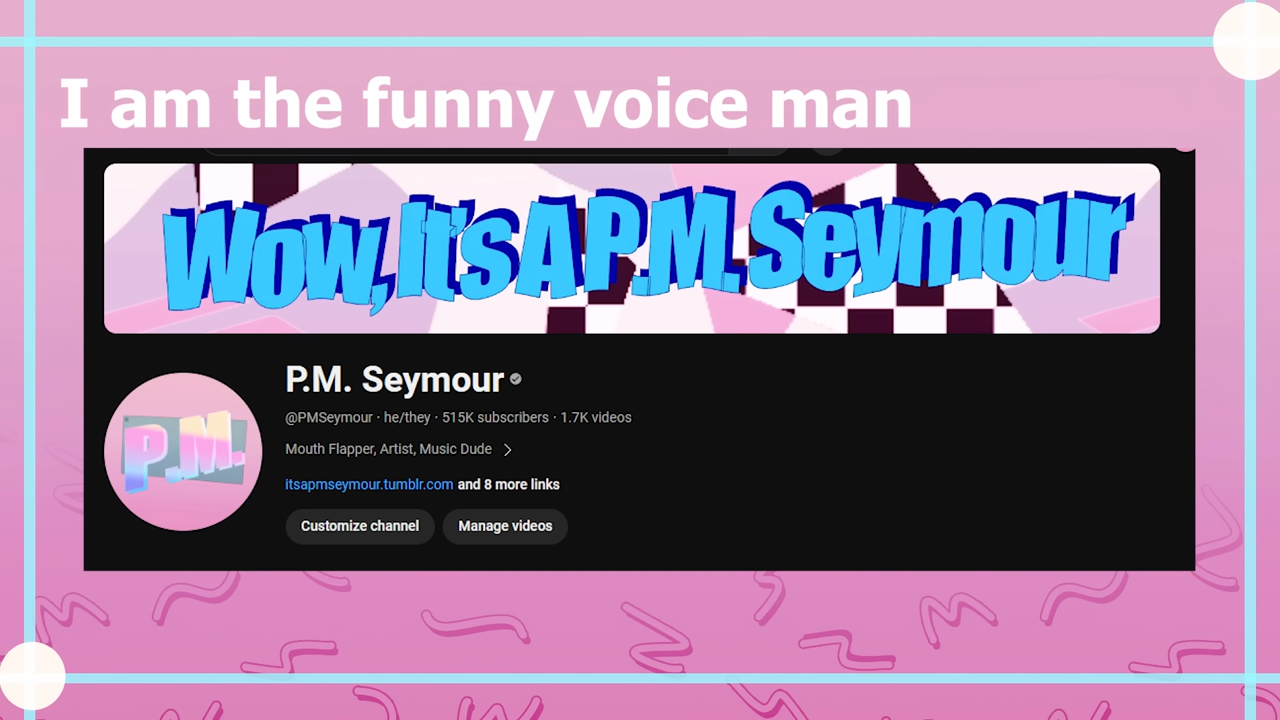 I am the funny voice man
Wow, It's A P.M. Seymour
P.M.
P.M. Seymour
@PMSeymour · he/they · 515K subscribers · 1.7K videos
Mouth Flapper, Artist, Music Dude
itsapmseymour.tumblr.com and 8 more links
Customize channel Manage videos